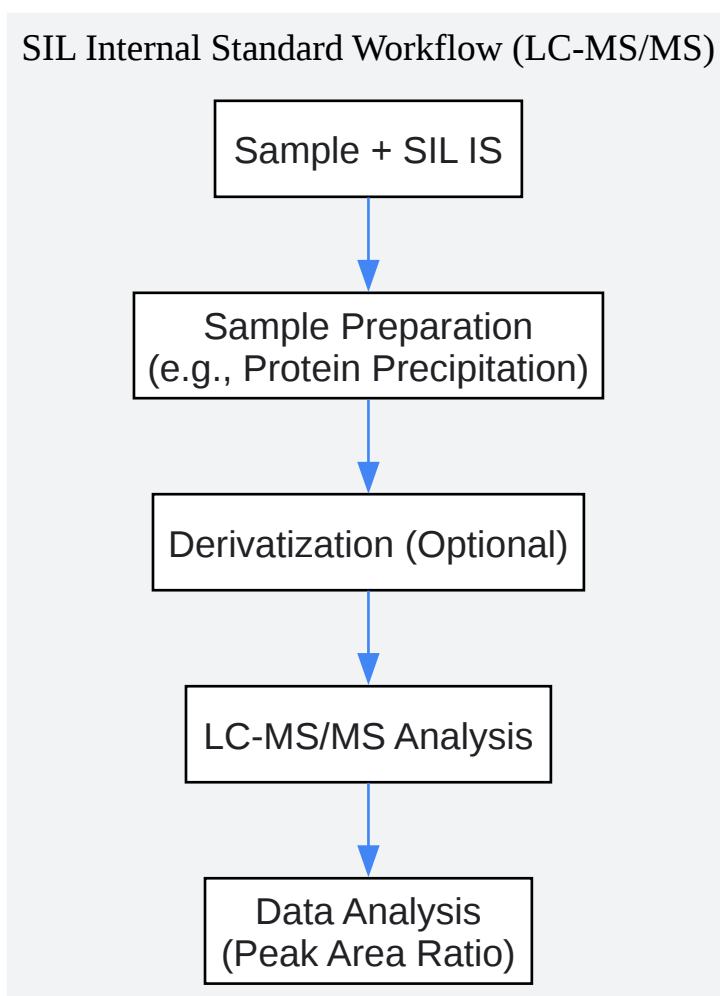 SIL Internal Standard Workflow (LC-MS/MS)
Sample + SIL IS
Sample Preparation
(e.g., Protein Precipitation)
Derivatization (Optional)
LC-MS/MS Analysis
Data Analysis
(Peak Area Ratio)